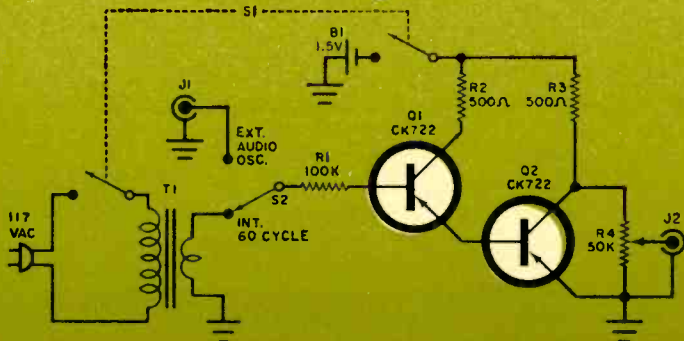 S1
B1
1.5V
J1
R2
500Ω
R3
500Ω
Q1
CK722
EXT.
AUDIO
OSC.
R1
100K
Q2
CK722
T1
S2
117
VAC
INT.
60 CYCLE
R4
50K
J2